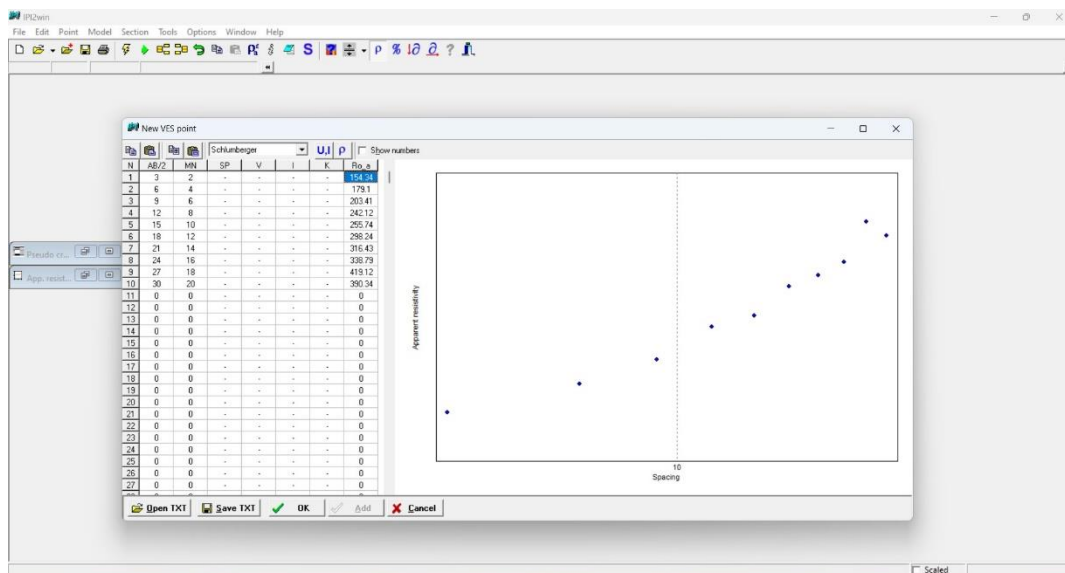 IPI2win
File Edit Point Model Section Tools Options Window Help
ρ % ?
New VES point
Schlumberger U,I ρ Show numbers
N AB/2 MN SP V I K Ro_a
1 3 2 - - - - 154.34
2 6 4 - - - - 179.1
3 9 6 - - - - 203.41
4 12 8 - - - - 242.12
5 15 10 - - - - 255.74
6 18 12 - - - - 298.24
7 21 14 - - - - 316.43
8 24 16 - - - - 338.79
9 27 18 - - - - 419.12
10 30 20 - - - - 390.34
11 0 0 - - - - 0
12 0 0 - - - - 0
13 0 0 - - - - 0
14 0 0 - - - - 0
15 0 0 - - - - 0
16 0 0 - - - - 0
17 0 0 - - - - 0
18 0 0 - - - - 0
19 0 0 - - - - 0
20 0 0 - - - - 0
21 0 0 - - - - 0
22 0 0 - - - - 0
23 0 0 - - - - 0
24 0 0 - - - - 0
25 0 0 - - - - 0
26 0 0 - - - - 0
27 0 0 - - - - 0
Pseudo cr...
App. resist...
Apparent resistivity
10
Spacing
Open TXT Save TXT OK Add Cancel
Scaled